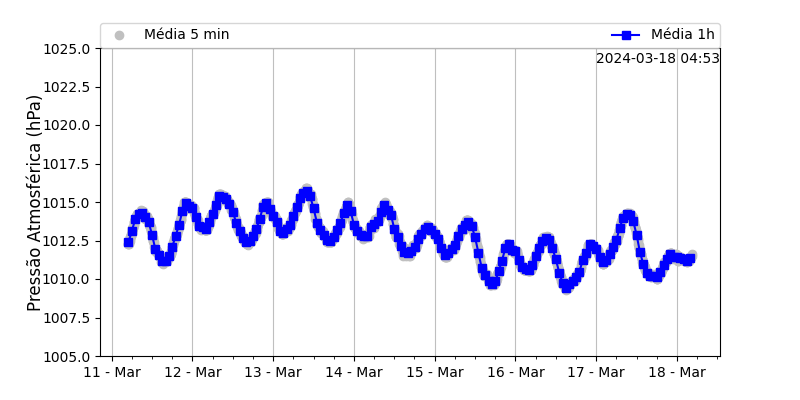 Média 5 min
Média 1h
2024-03-18 04:53
Pressão Atmosférica (hPa)
1025.0
1022.5
1020.0
1017.5
1015.0
1012.5
1010.0
1007.5
1005.0
11 - Mar
12 - Mar
13 - Mar
14 - Mar
15 - Mar
16 - Mar
17 - Mar
18 - Mar